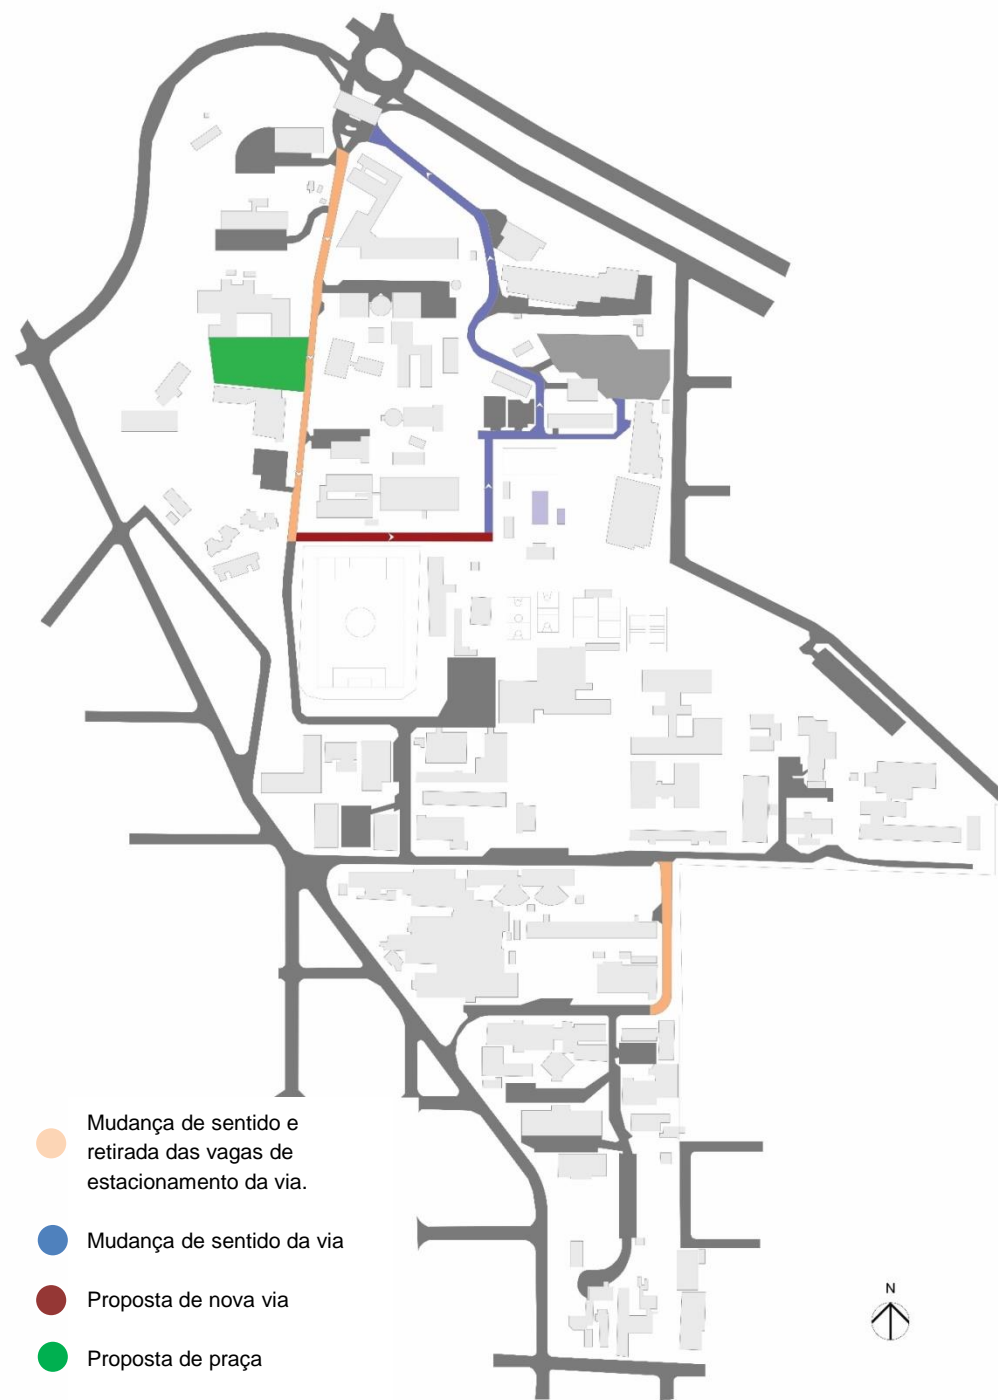 Mudança de sentido e
retirada das vagas de
estacionamento da via.
Mudança de sentido da via
Proposta de nova via
Proposta de praça
N